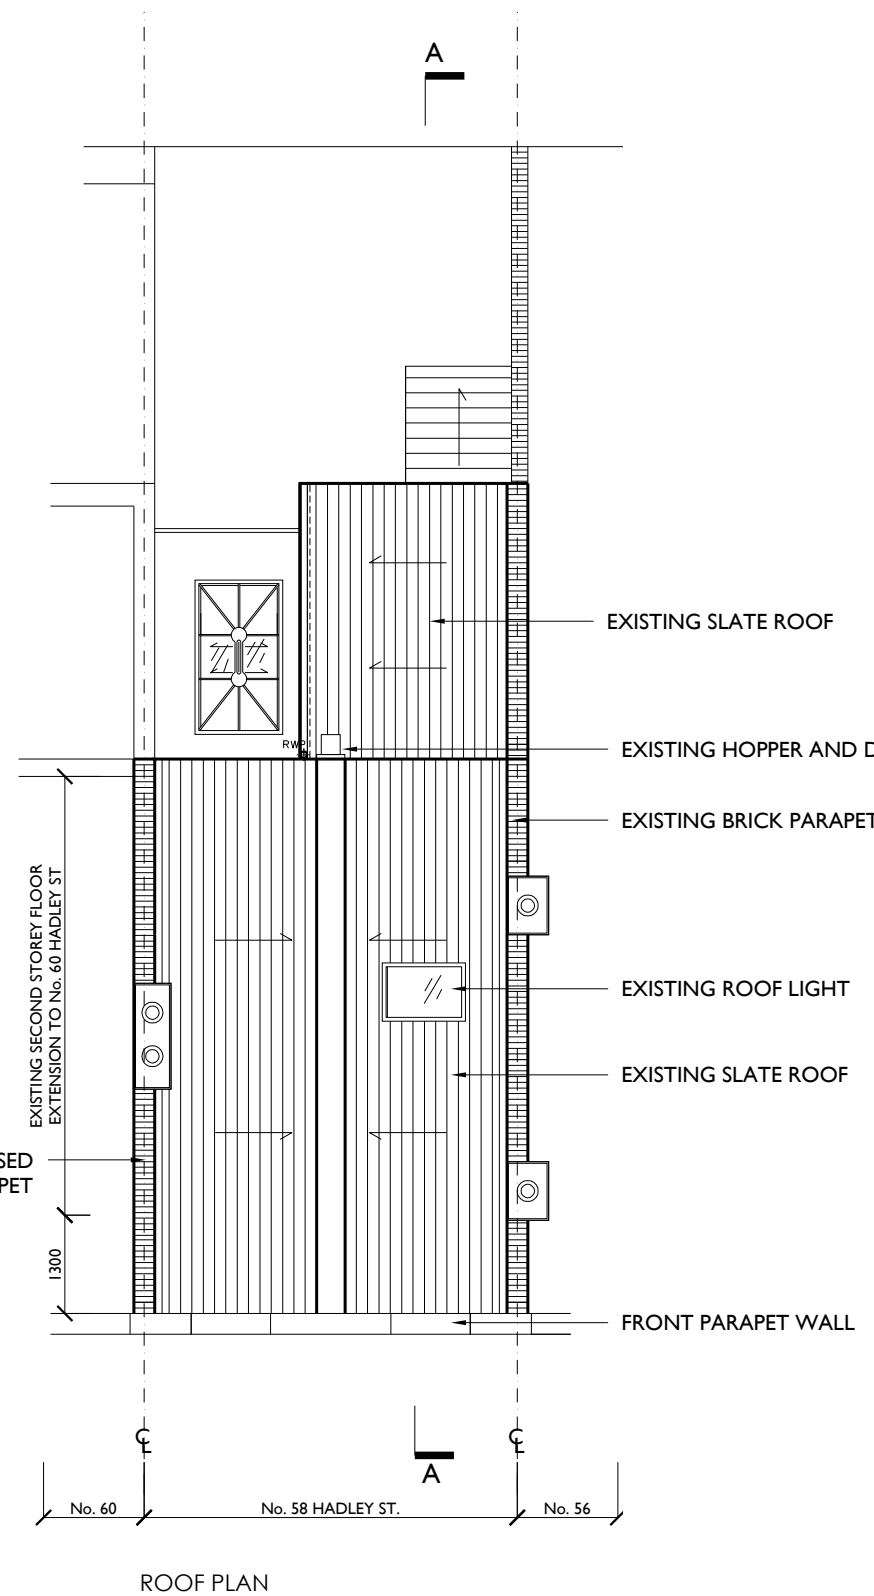 A
EXISTING SLATE ROOF
RWP
EXISTING HOPPER AND D
EXISTING BRICK PARAPET
EXISTING SECOND STOREY FLOOR
EXTENSION TO No. 60 HADLEY ST
EXISTING ROOF LIGHT
EXISTING SLATE ROOF
SED
PET
1300
FRONT PARAPET WALL
℄ ℄
A
No. 60 No. 58 HADLEY ST. No. 56
ROOF PLAN